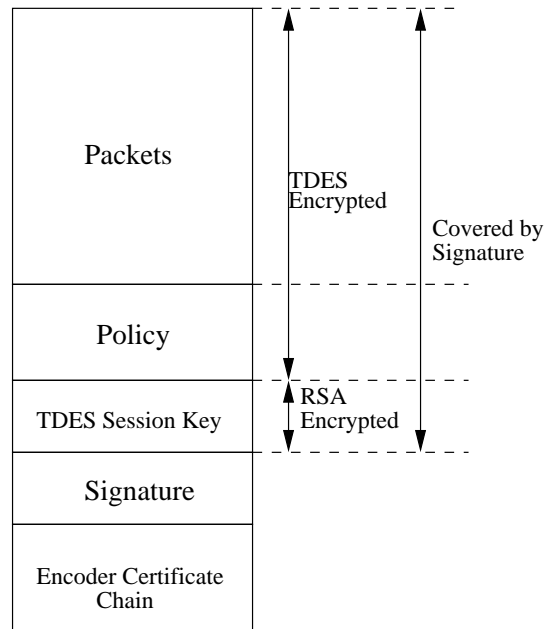 Packets
TDES
Encrypted
Covered by
Signature
Policy
TDES Session Key
RSA
Encrypted
Signature
Encoder Certificate
Chain